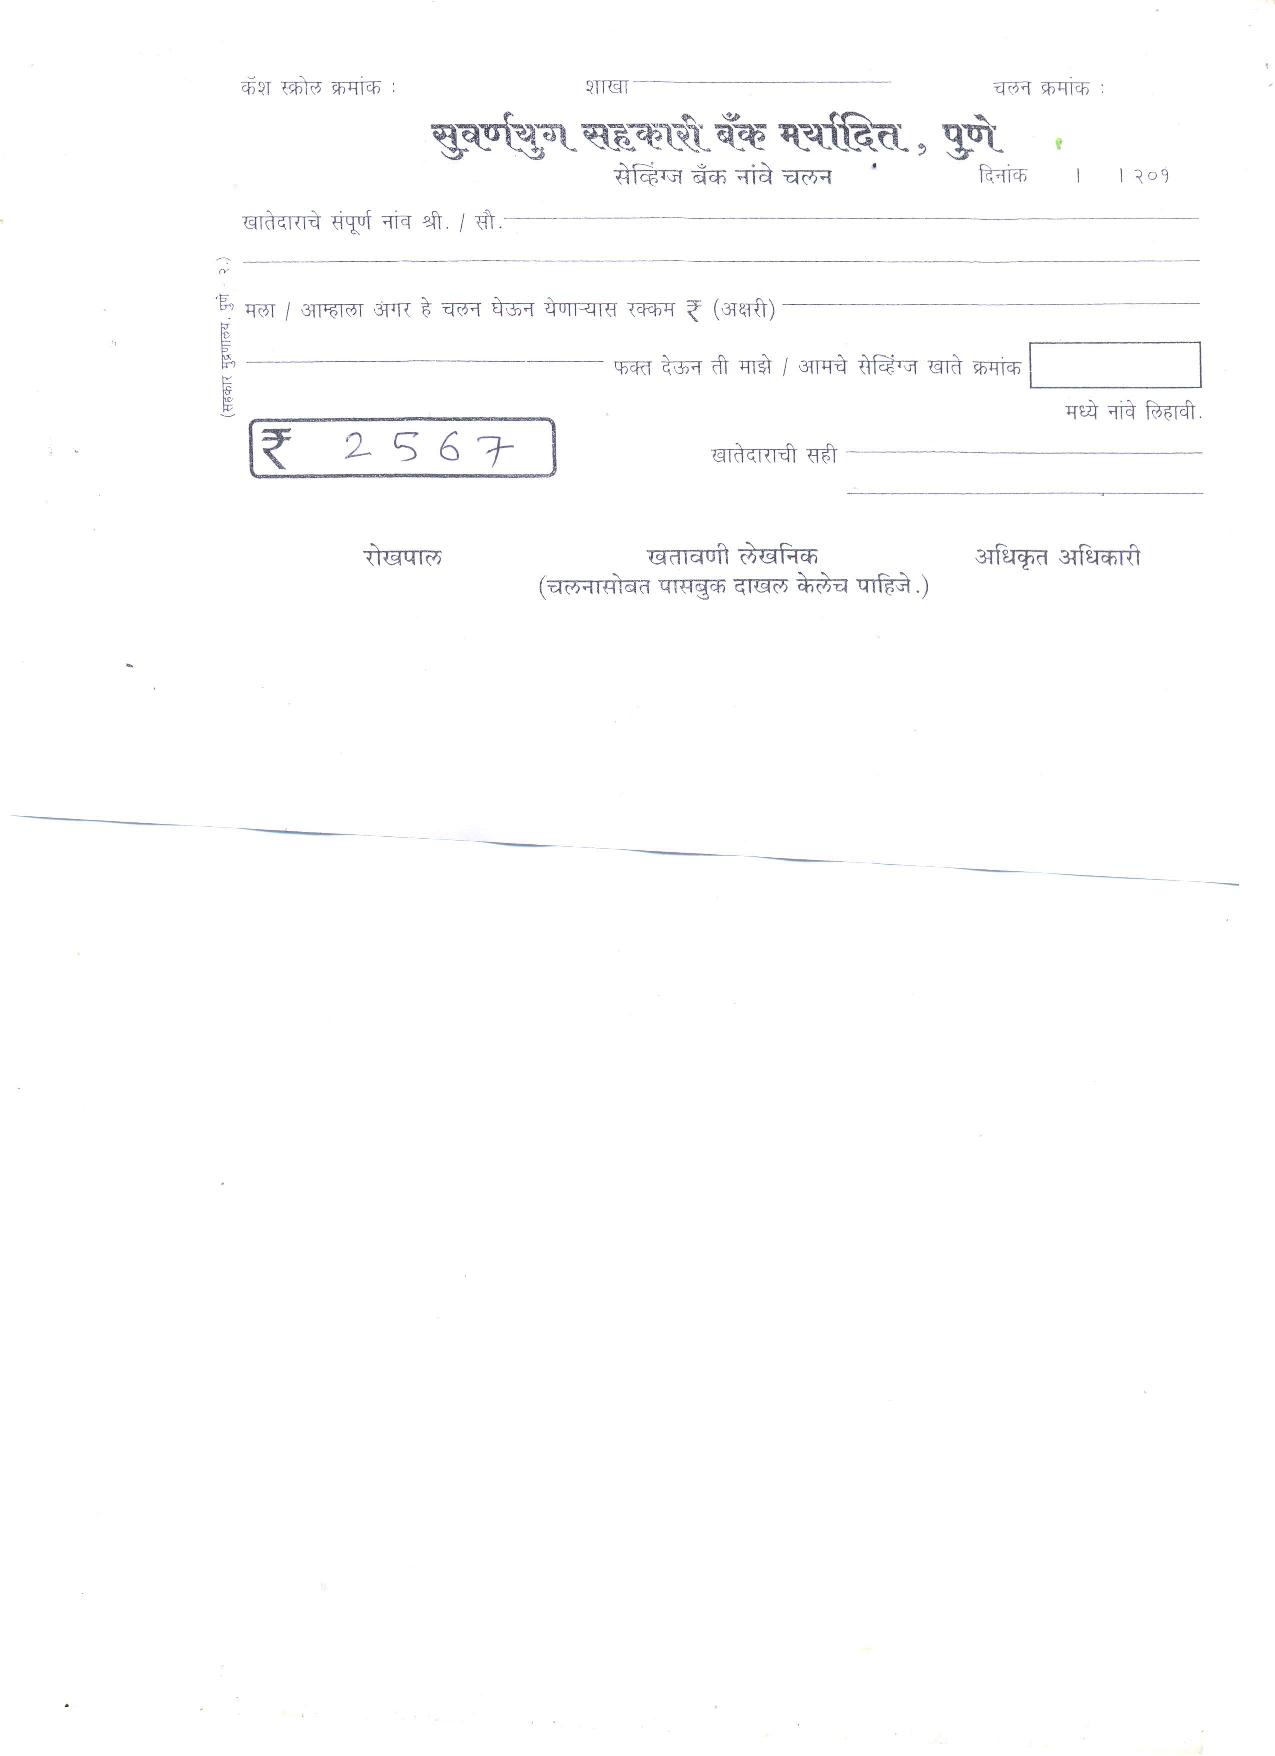 कॅश स्क्रोल क्रमांक : शाखा चलन क्रमांक :
सुवर्णयुग सहकारी बँक मर्यादित, पुणे
सेव्हिंग्ज बँक नांवे चलन दिनांक । । २०१
खातेदाराचे संपूर्ण नांव श्री. / सौ.
मला / आम्हाला अगर हे चलन घेऊन येणाऱ्यास रक्कम ₹ (अक्षरी)
फक्त देऊन ती माझे / आमचे सेव्हिंग्ज खाते क्रमांक
मध्ये नांवे लिहावी.
₹ 2567
खातेदाराची सही
रोखपाल खतावणी लेखनिक अधिकृत अधिकारी
(चलनासोबत पासबुक दाखल केलेच पाहिजे.)
(सहकार मुद्रणालय, पुणे - २.)